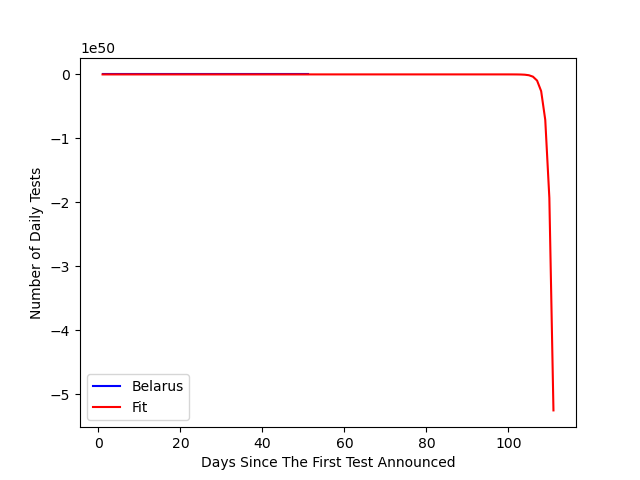 1e50
0
−1
−2
−3
−4
−5
Number of Daily Tests
0 20 40 60 80 100
Days Since The First Test Announced
Belarus
Fit